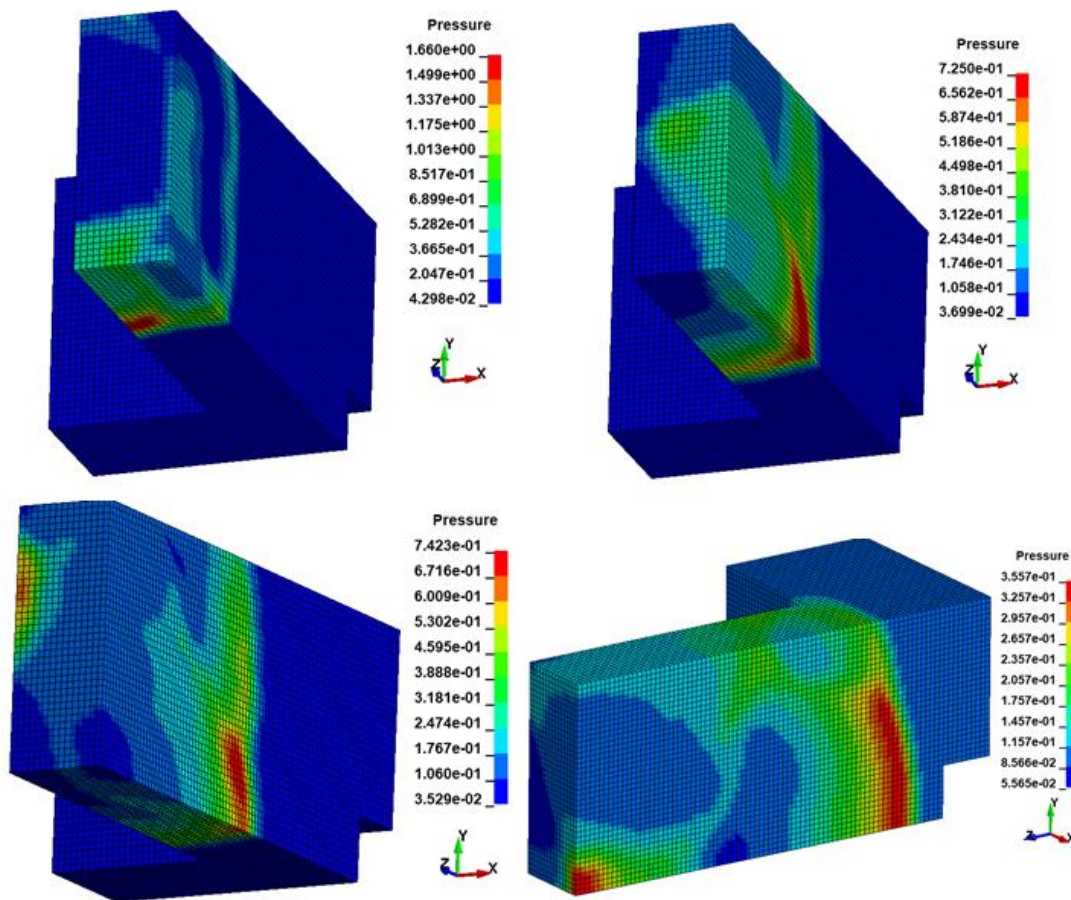 Pressure
1.660e+00
1.499e+00
1.337e+00
1.175e+00
1.013e+00
8.517e-01
6.899e-01
5.282e-01
3.665e-01
2.047e-01
4.298e-02
Y
Z
X
Pressure
7.250e-01
6.562e-01
5.874e-01
5.186e-01
4.498e-01
3.810e-01
3.122e-01
2.434e-01
1.746e-01
1.058e-01
3.699e-02
Y
Z
X
Pressure
7.423e-01
6.716e-01
6.009e-01
5.302e-01
4.595e-01
3.888e-01
3.181e-01
2.474e-01
1.767e-01
1.060e-01
3.529e-02
Y
Z
X
Pressure
3.557e-01
3.257e-01
2.957e-01
2.657e-01
2.357e-01
2.057e-01
1.757e-01
1.457e-01
1.157e-01
8.566e-02
5.565e-02
Y
Z
X